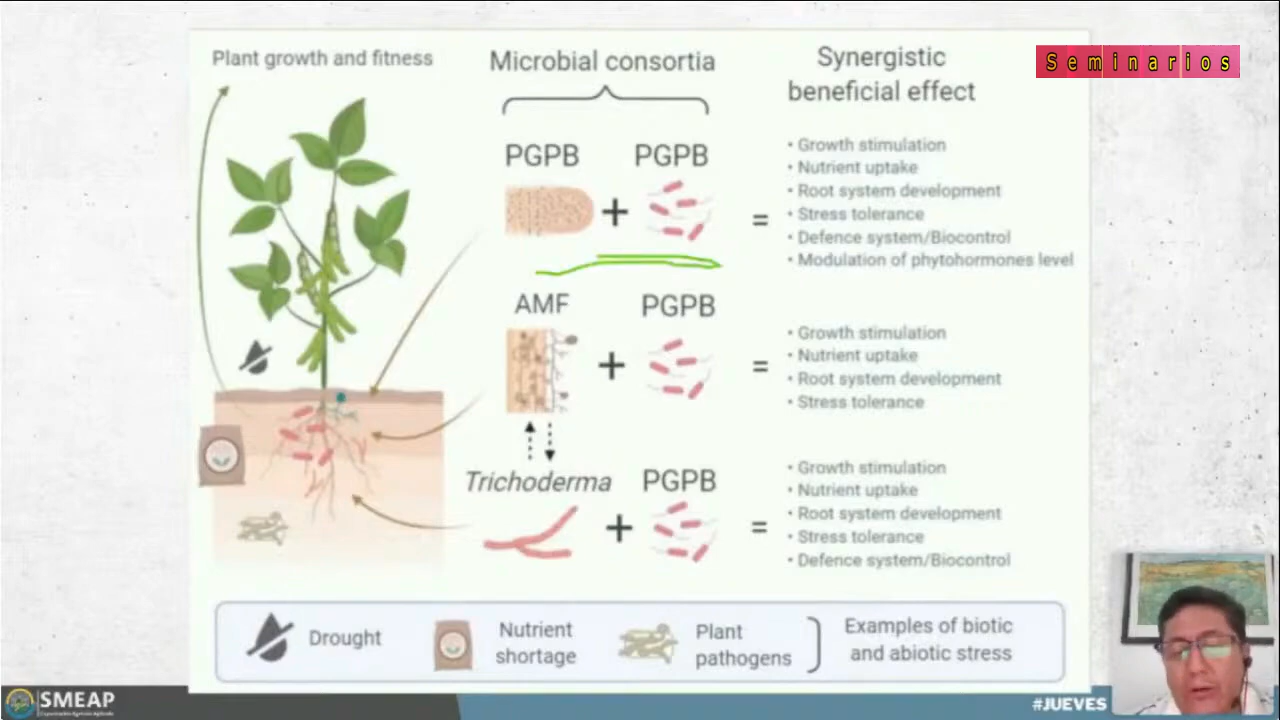 Plant growth and fitness
Microbial consortia
Synergistic
beneficial effect
Seminarios
PGPB
PGPB
+
=
• Growth stimulation
• Nutrient uptake
• Root system development
• Stress tolerance
• Defence system/Biocontrol
• Modulation of phytohormones level
AMF
PGPB
+
=
• Growth stimulation
• Nutrient uptake
• Root system development
• Stress tolerance
Trichoderma
PGPB
+
=
• Growth stimulation
• Nutrient uptake
• Root system development
• Stress tolerance
• Defence system/Biocontrol
Drought
Nutrient
shortage
Plant
pathogens
Examples of biotic
and abiotic stress
SMEAP
#JUEVES